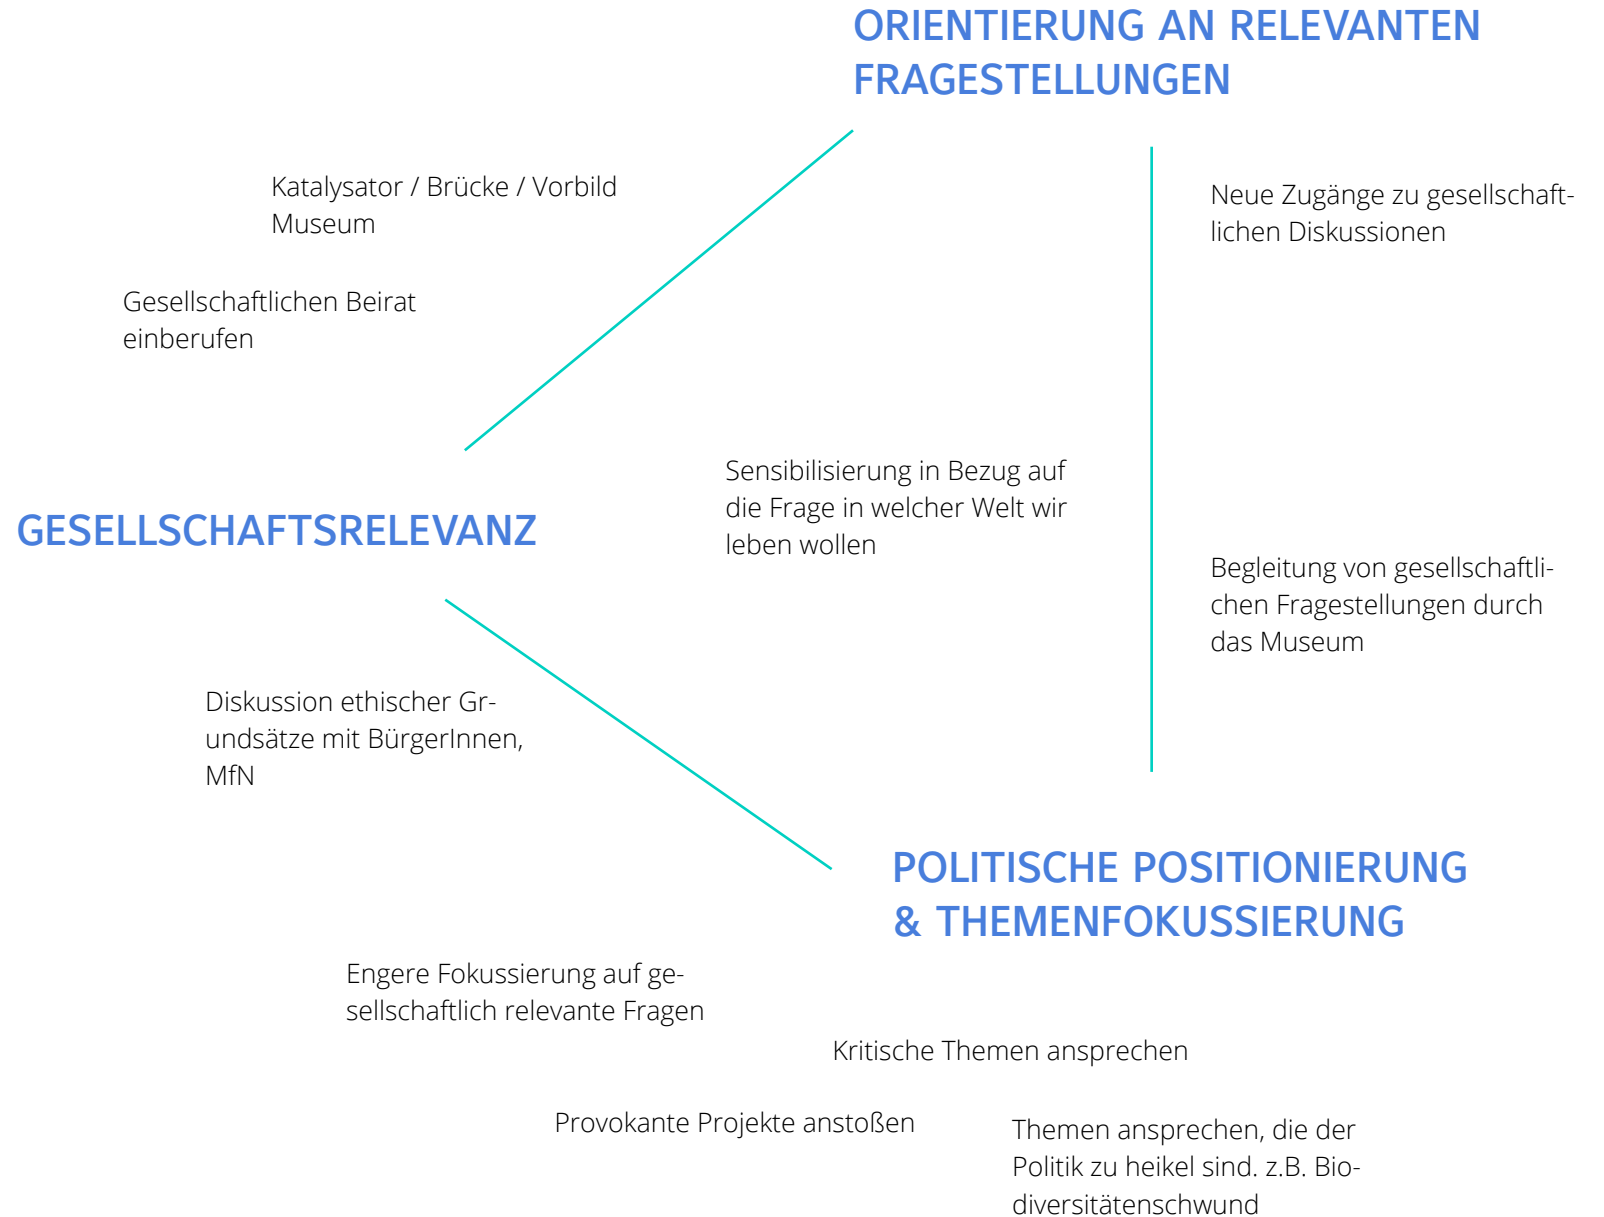 ORIENTIERUNG AN RELEVANTEN
FRAGESTELLUNGEN
Katalysator / Brücke / Vorbild
Museum
Neue Zugänge zu gesellschaft-
lichen Diskussionen
Gesellschaftlichen Beirat
einberufen
Sensibilisierung in Bezug auf
die Frage in welcher Welt wir
leben wollen
GESELLSCHAFTSRELEVANZ
Begleitung von gesellschaftli-
chen Fragestellungen durch
das Museum
Diskussion ethischer Gr-
undsätze mit BürgerInnen,
MfN
POLITISCHE POSITIONIERUNG
& THEMENFOKUSSIERUNG
Engere Fokussierung auf ge-
sellschaftlich relevante Fragen
Kritische Themen ansprechen
Provokante Projekte anstoßen
Themen ansprechen, die der
Politik zu heikel sind. z.B. Bio-
diversitätenschwund